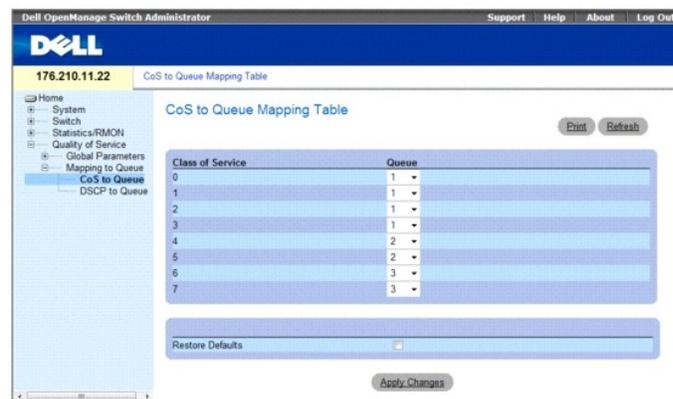 Dell OpenManage Switch Administrator
Support Help About Log Out
DELL
176.210.11.22
CoS to Queue Mapping Table
Home
System
Switch
Statistics/RMON
Quality of Service
Global Parameters
Mapping to Queue
CoS to Queue
DSCP to Queue
CoS to Queue Mapping Table
Print Refresh
Class of Service Queue
0 1
1 1
2 1
3 1
4 2
5 2
6 3
7 3
Restore Defaults
Apply Changes